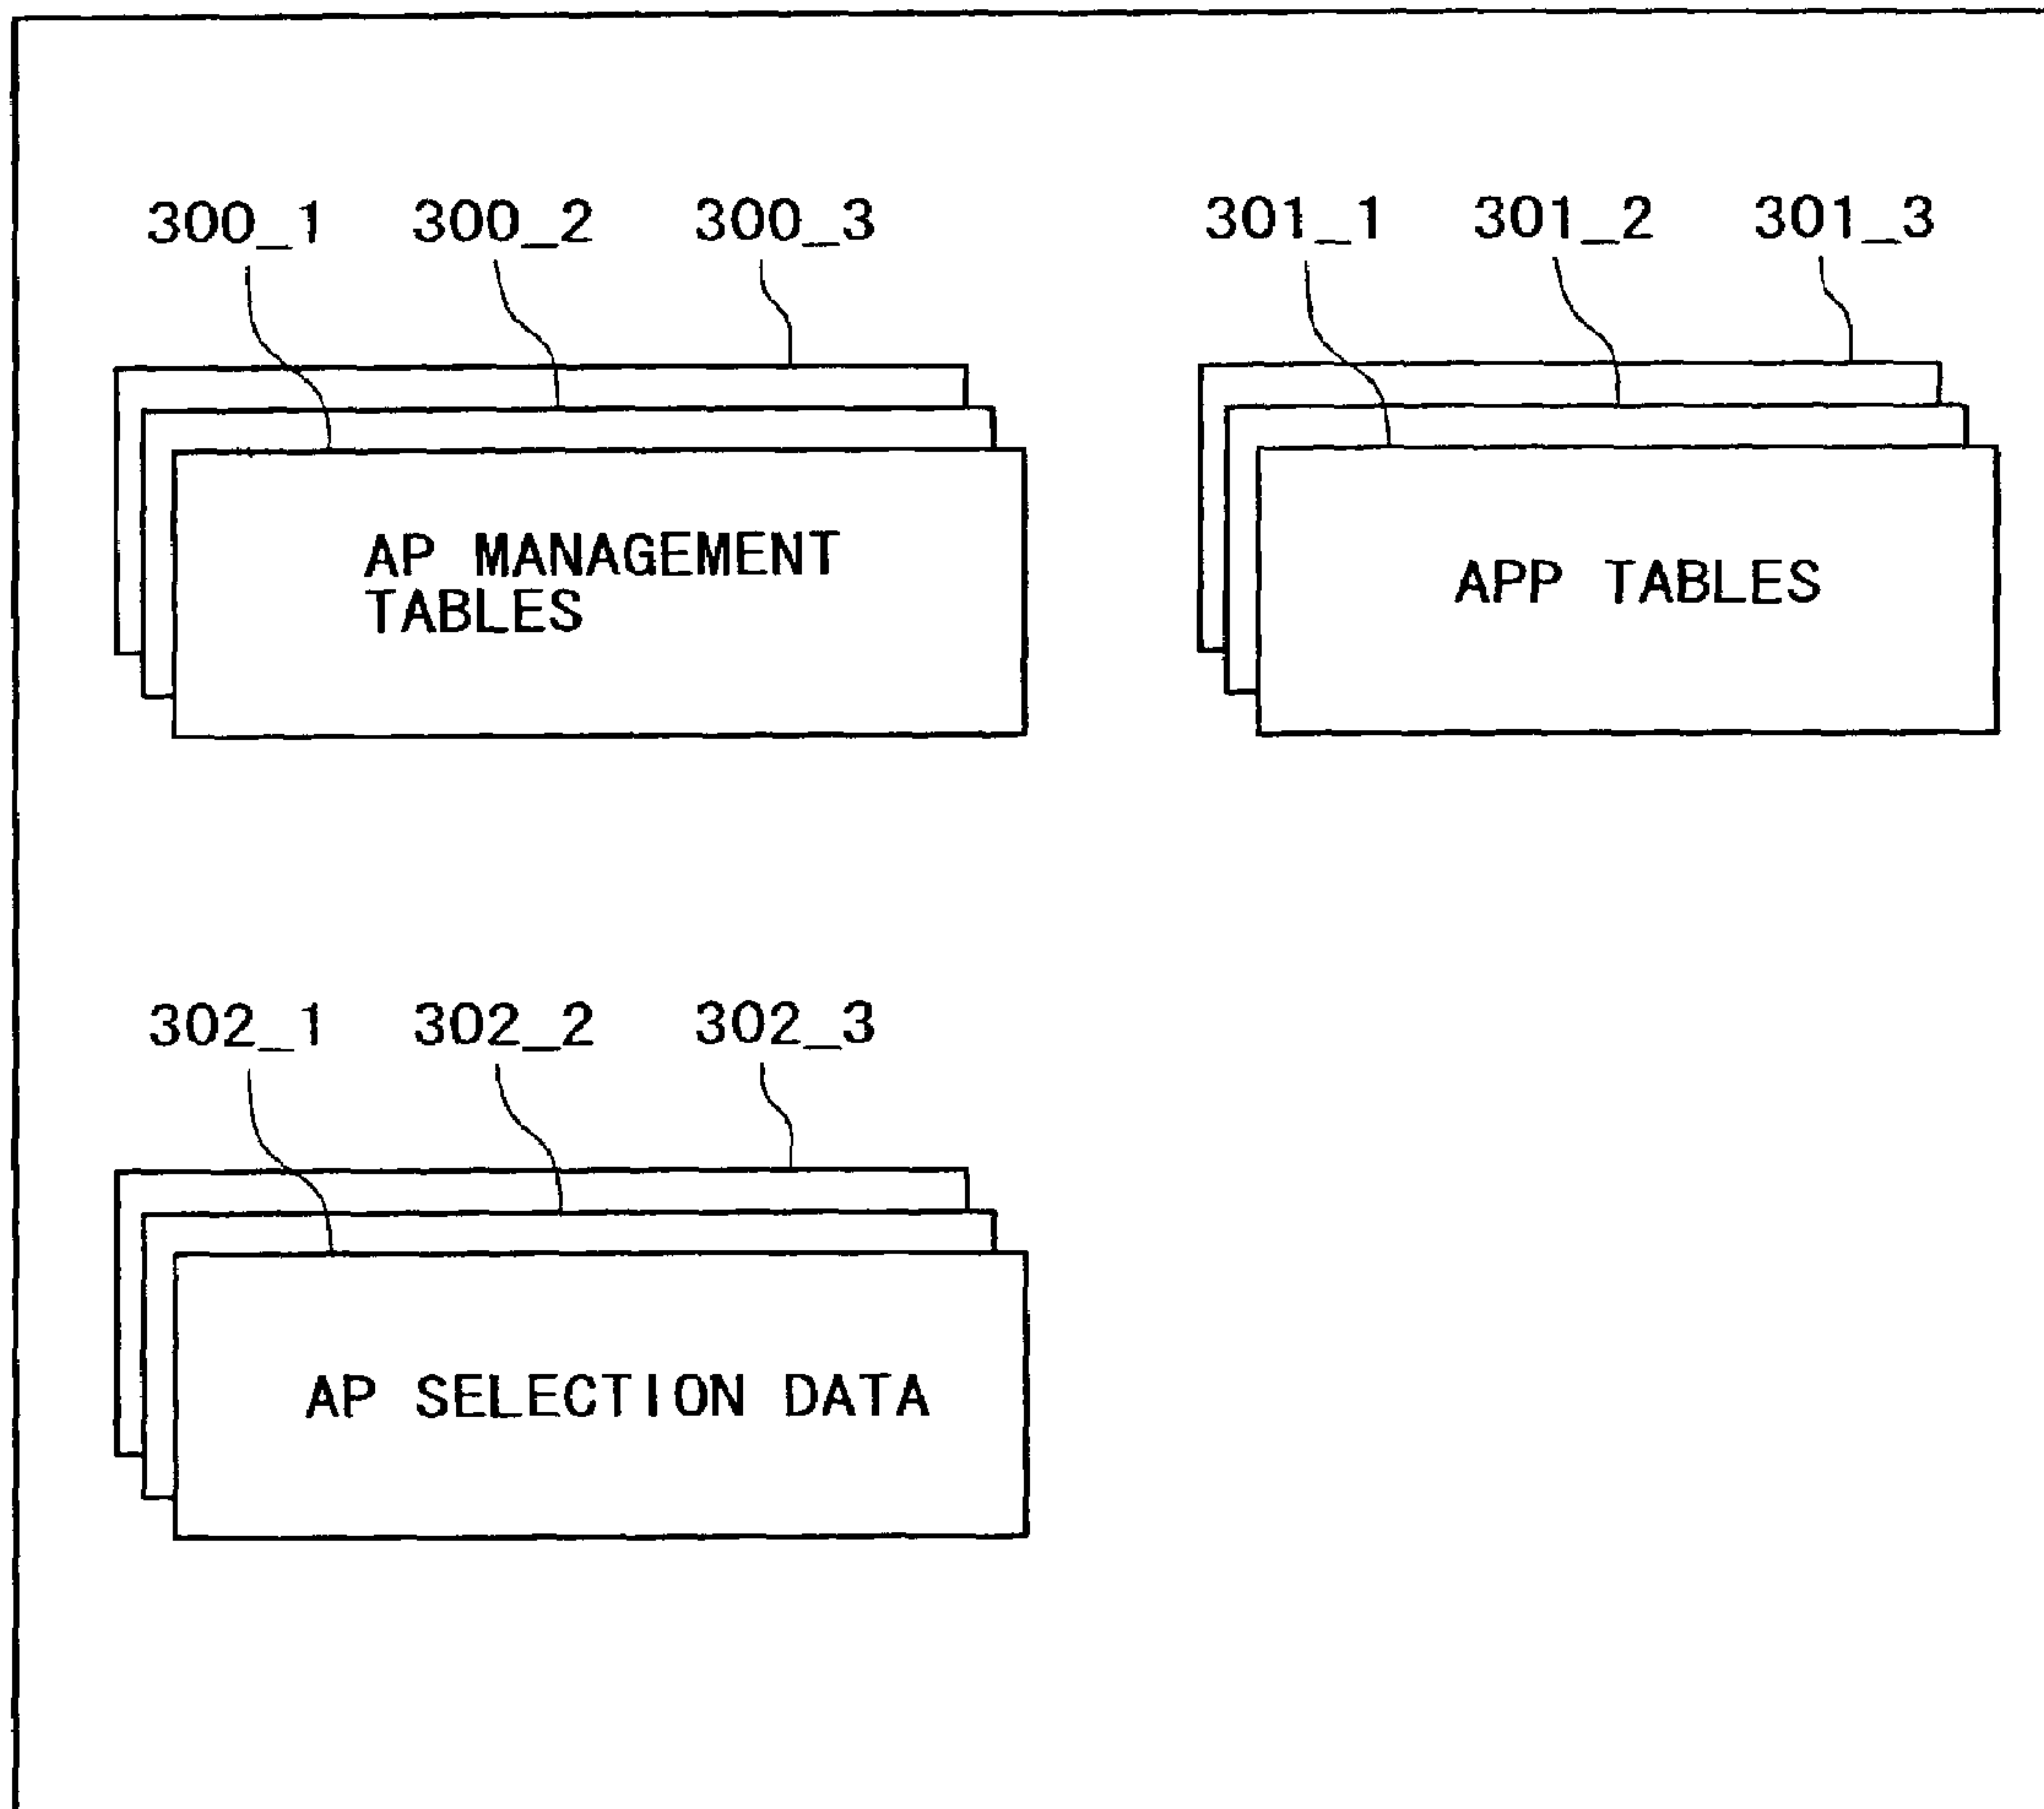 300_1 300_2 300_3 301_1 301_2 301_3
AP MANAGEMENT
TABLES
APP TABLES
302_1 302_2 302_3
AP SELECTION DATA